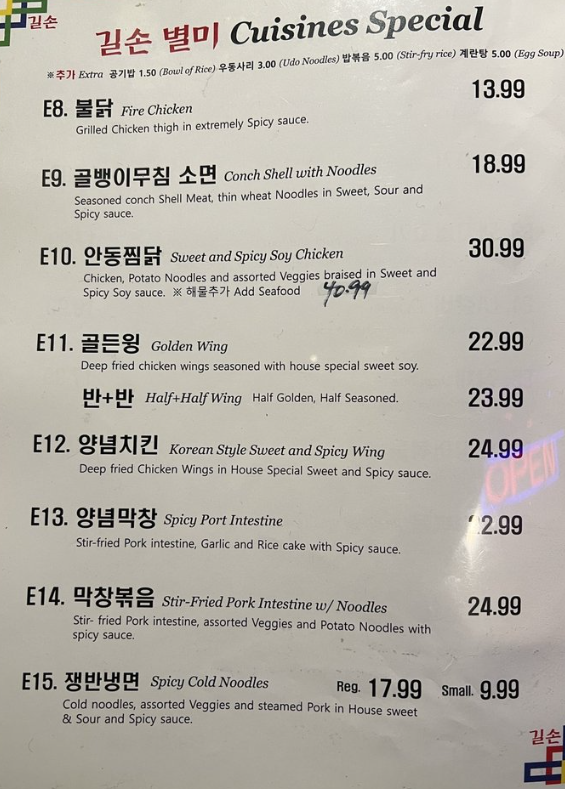 길손
길손 별미 Cuisines Special
※추가 Extra 공기밥 1.50 (Bowl of Rice) 우동사리 3.00 (Udo Noodles) 밥볶음 5.00 (Stir-fry rice) 계란탕 5.00 (Egg Soup)
E8. 불닭 Fire Chicken 13.99
Grilled Chicken thigh in extremely Spicy sauce.
E9. 골뱅이무침 소면 Conch Shell with Noodles 18.99
Seasoned conch Shell Meat, thin wheat Noodles in Sweet, Sour and
Spicy sauce.
E10. 안동찜닭 Sweet and Spicy Soy Chicken 30.99
Chicken, Potato Noodles and assorted Veggies braised in Sweet and
Spicy Soy sauce. ※ 해물추가 Add Seafood 40.99
E11. 골든윙 Golden Wing 22.99
Deep fried chicken wings seasoned with house special sweet soy.
반+반 Half+Half Wing Half Golden, Half Seasoned. 23.99
E12. 양념치킨 Korean Style Sweet and Spicy Wing 24.99
Deep fried Chicken Wings in House Special Sweet and Spicy sauce.
OPEN
E13. 양념막창 Spicy Port Intestine
Stir-fried Pork intestine, Garlic and Rice cake with Spicy sauce.
E14. 막창볶음 Stir-Fried Pork Intestine w/ Noodles 24.99
Stir- fried Pork intestine, assorted Veggies and Potato Noodles with
spicy sauce.
E15. 쟁반냉면 Spicy Cold Noodles Reg. 17.99 Small. 9.99
Cold noodles, assorted Veggies and steamed Pork in House sweet
& Sour and Spicy sauce.
길손